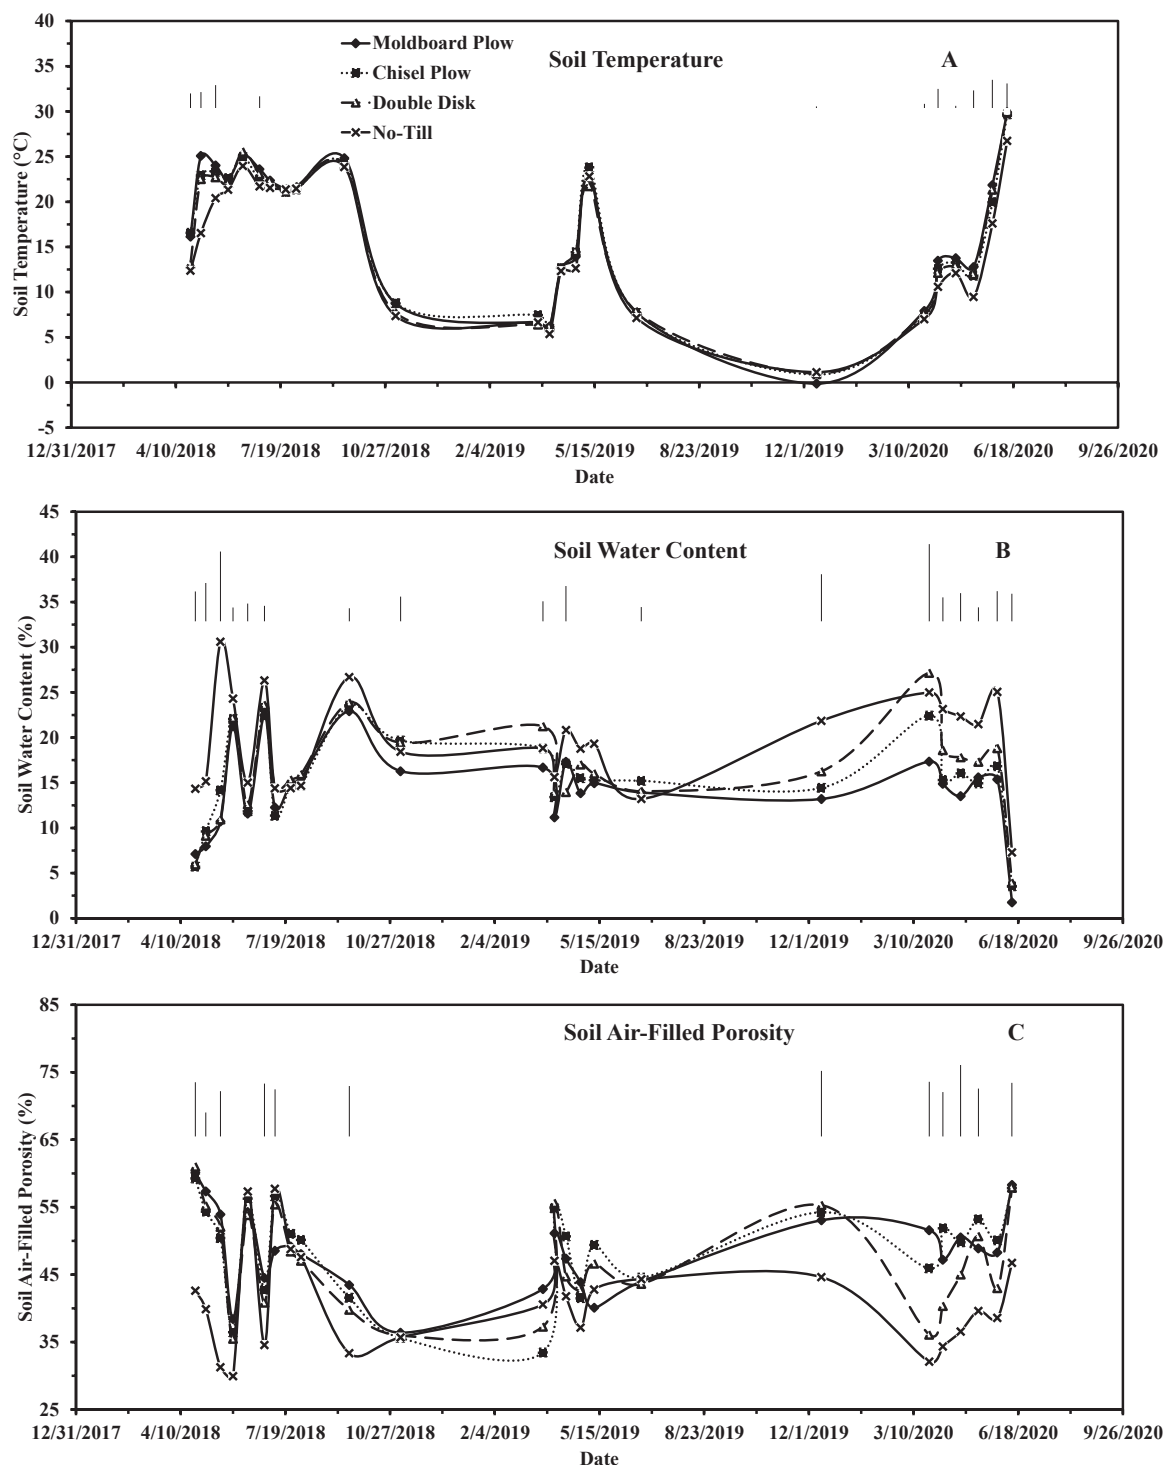 40
35
30
25
20
15
10
5
0
-5
Soil Temperature (°C)
Moldboard Plow
Chisel Plow
Double Disk
No-Till
Soil Temperature A
12/31/2017 4/10/2018 7/19/2018 10/27/2018 2/4/2019 5/15/2019 8/23/2019 12/1/2019 3/10/2020 6/18/2020 9/26/2020
Date
45
40
35
30
25
20
15
10
5
0
Soil Water Content (%)
Soil Water Content B
12/31/2017 4/10/2018 7/19/2018 10/27/2018 2/4/2019 5/15/2019 8/23/2019 12/1/2019 3/10/2020 6/18/2020 9/26/2020
Date
85
75
65
55
45
35
25
Soil Air-Filled Porosity (%)
Soil Air-Filled Porosity C
12/31/2017 4/10/2018 7/19/2018 10/27/2018 2/4/2019 5/15/2019 8/23/2019 12/1/2019 3/10/2020 6/18/2020 9/26/2020
Date